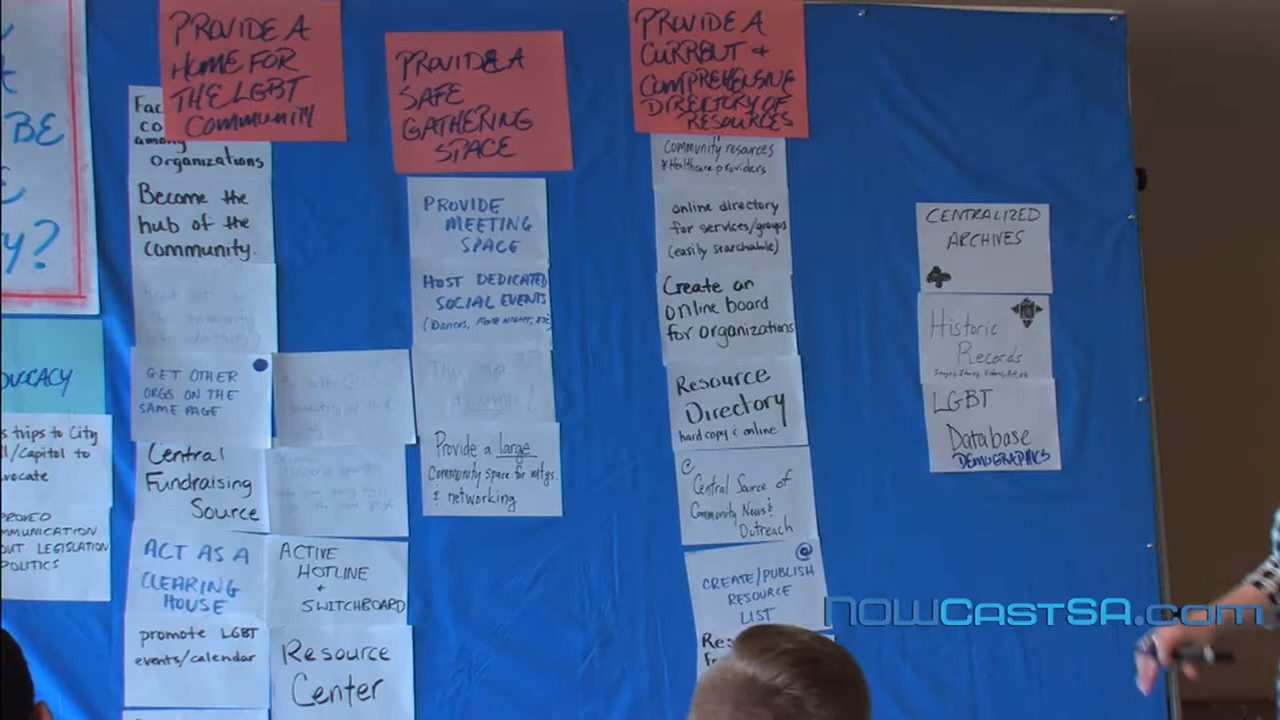 BE
?
VOCACY
s trips to City
l/Capitol to
vocate
PROVED
MMUNICATION
OUT LEGISLATION
POLITICS
PROVIDE A
HOME FOR
THE LGBT
COMMUNITY
Fac
co
among
Organizations
Become the
hub of the
community.
GET OTHER
ORGS ON THE
SAME PAGE
Central
Fundraising
Source
ACT AS A
CLEARING
HOUSE
promote LGBT
events/calendar
ACTIVE
HOTLINE
+
SWITCHBOARD
Resource
Center
PROVIDE A
SAFE
GATHERING
SPACE
PROVIDE
MEETING
SPACE
HOST DEDICATED
SOCIAL EVENTS
(Dances, MOVIE NIGHT, ETC
Provide a large
Community space for mtgs.
& networking
PROVIDE A
CURRENT +
COMPREHENSIVE
DIRECTORY OF
RESOURCES
Community resources
& Healthcare providers
online directory
for services/groups
(easily searchable)
Create an
online board
for organizations
Resource
Directory
hard copy & online
@
Central Source of
Community News &
Outreach
@
CREATE/PUBLISH
RESOURCE
LIST
Res
CENTRALIZED
ARCHIVES
Historic
Records
LGBT
Database
DEMOGRAPHICS
NOWCastSA.com